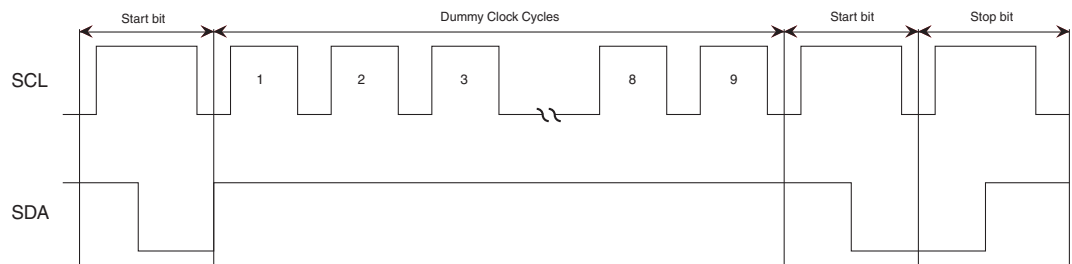 Start bit Dummy Clock Cycles Start bit Stop bit
SCL 1 2 3 8 9
SDA